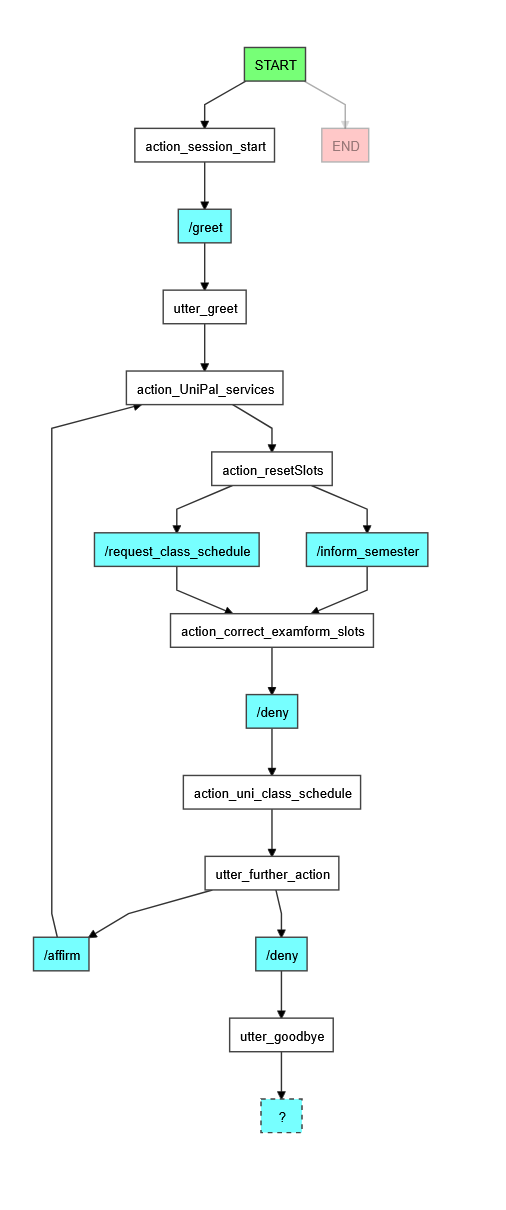 START
action_session_start
END
/greet
utter_greet
action_UniPal_services
action_resetSlots
/request_class_schedule
/inform_semester
action_correct_examform_slots
/deny
action_uni_class_schedule
utter_further_action
/affirm
/deny
utter_goodbye
?